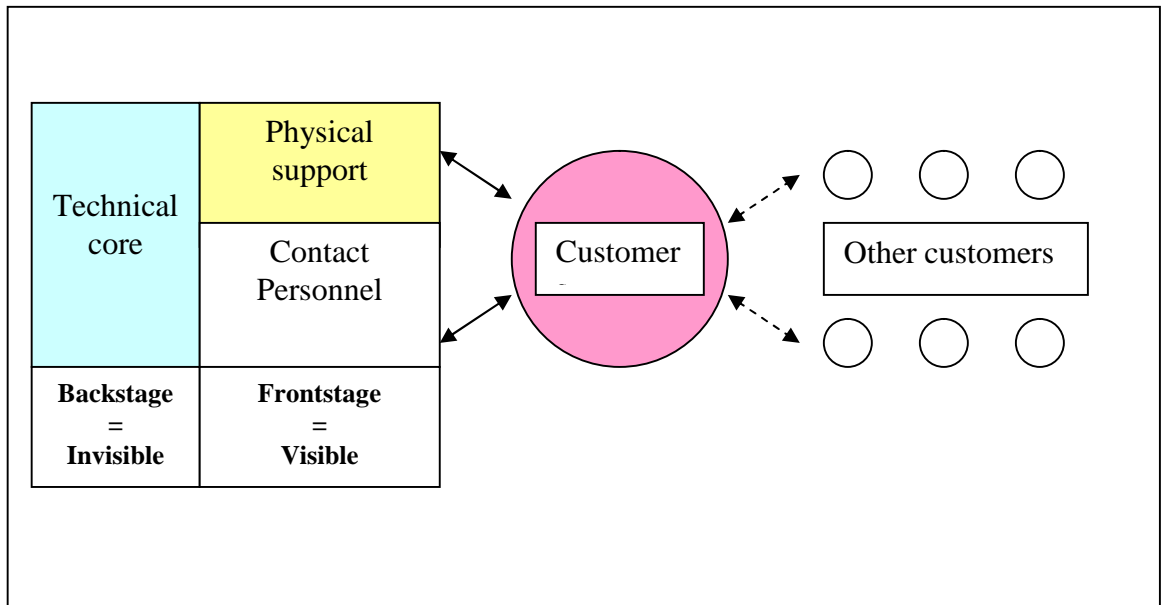 Physical
support
Technical
core
Contact
Personnel
Customer
Other customers
Backstage
=
Invisible
Frontstage
=
Visible